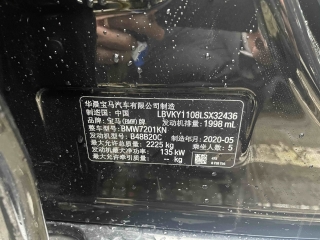 华晨宝马汽车有限公司制造
制造国：中国 LBVKY1108LSX32436
品牌：宝马(BMW)牌 发动机排量：1998 mL
整车型号：BMW7201KN
发动机型号：B48B20C 制造年月：2020-05
最大允许总质量：2225 kg 乘坐人数：5
发动机最大净功率：135 kW
最大允许牵引质量：— kg